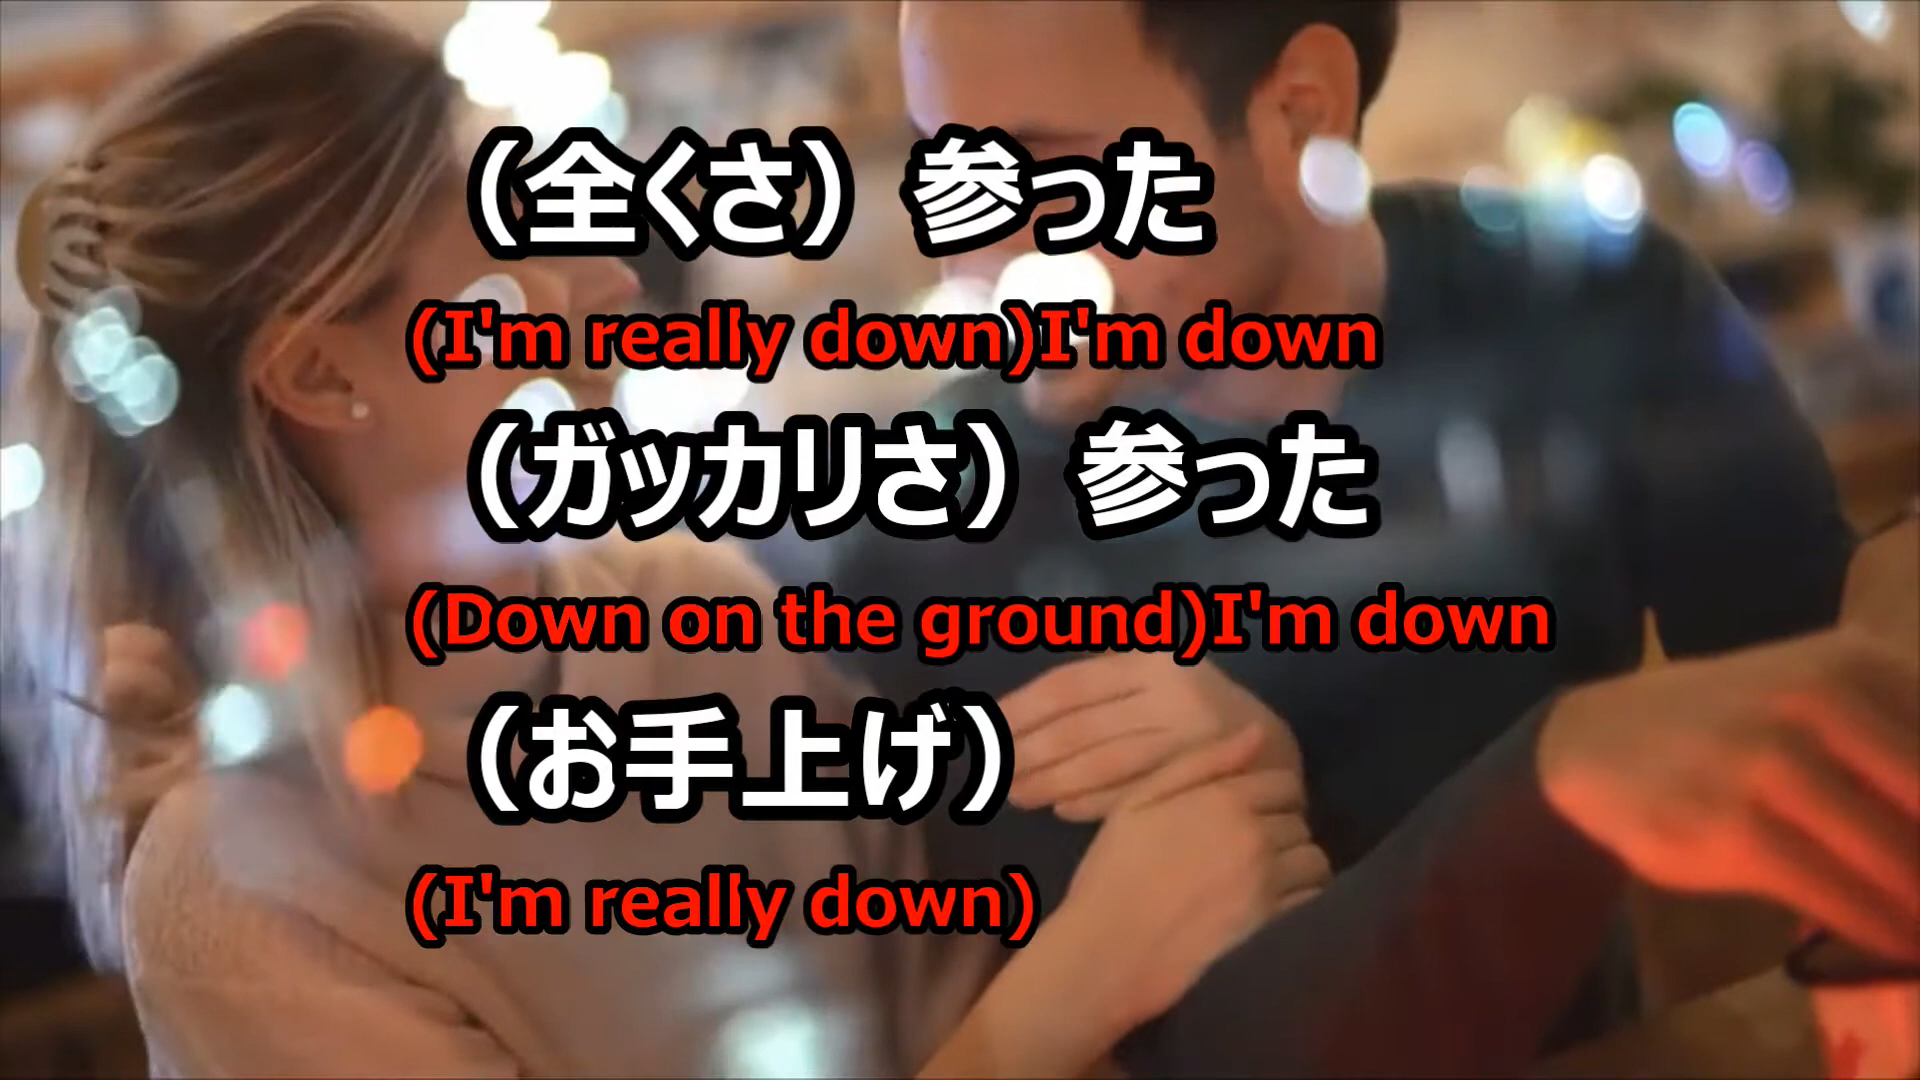 （全くさ）参った
(I'm really down)I'm down
（ガッカリさ）参った
(Down on the ground)I'm down
（お手上げ）
(I'm really down)